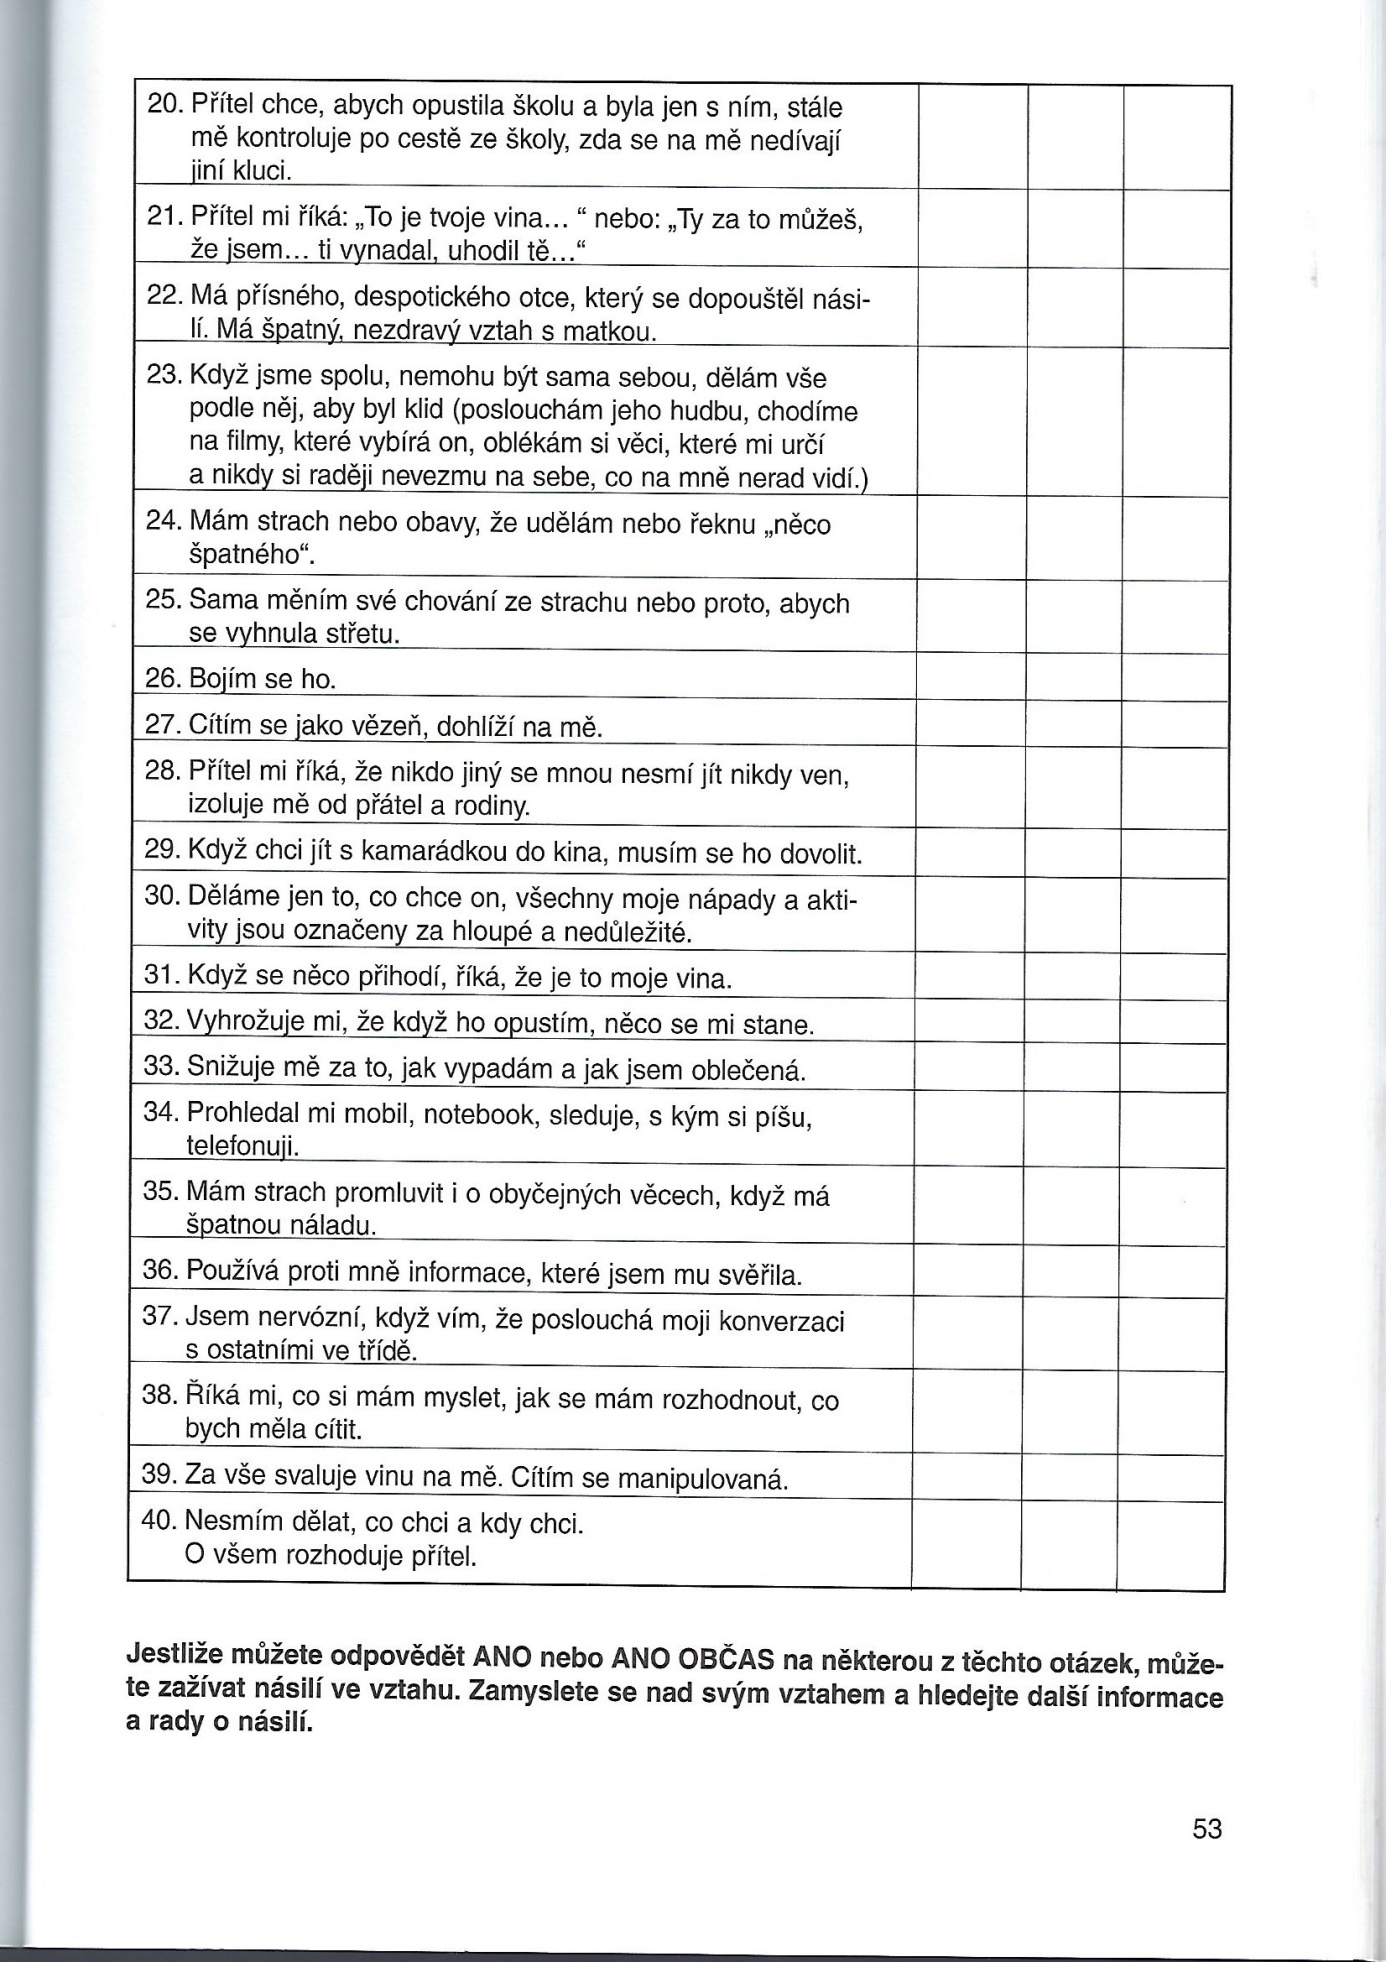 20. Přítel chce, abych opustila školu a byla jen s ním, stále
mě kontroluje po cestě ze školy, zda se na mě nedívají
jiní kluci.
21. Přítel mi říká: „To je tvoje vina... “ nebo: „Ty za to můžeš,
že jsem... ti vynadal, uhodil tě...“
22. Má přísného, despotického otce, který se dopouštěl nási-
lí. Má špatný, nezdravý vztah s matkou.
23. Když jsme spolu, nemohu být sama sebou, dělám vše
podle něj, aby byl klid (poslouchám jeho hudbu, chodíme
na filmy, které vybírá on, oblékám si věci, které mi určí
a nikdy si raději nevezmu na sebe, co na mně nerad vidí.)
24. Mám strach nebo obavy, že udělám nebo řeknu „něco
špatného“.
25. Sama měním své chování ze strachu nebo proto, abych
se vyhnula střetu.
26. Bojím se ho.
27. Cítím se jako vězeň, dohlíží na mě.
28. Přítel mi říká, že nikdo jiný se mnou nesmí jít nikdy ven,
izoluje mě od přátel a rodiny.
29. Když chci jít s kamarádkou do kina, musím se ho dovolit.
30. Děláme jen to, co chce on, všechny moje nápady a akti-
vity jsou označeny za hloupé a nedůležité.
31. Když se něco přihodí, říká, že je to moje vina.
32. Vyhrožuje mi, že když ho opustím, něco se mi stane.
33. Snižuje mě za to, jak vypadám a jak jsem oblečená.
34. Prohledal mi mobil, notebook, sleduje, s kým si píšu,
telefonuji.
35. Mám strach promluvit i o obyčejných věcech, když má
špatnou náladu.
36. Používá proti mně informace, které jsem mu svěřila.
37. Jsem nervózní, když vím, že poslouchá moji konverzaci
s ostatními ve třídě.
38. Říká mi, co si mám myslet, jak se mám rozhodnout, co
bych měla cítit.
39. Za vše svaluje vinu na mě. Cítím se manipulovaná.
40. Nesmím dělat, co chci a kdy chci.
O všem rozhoduje přítel.
Jestliže můžete odpovědět ANO nebo ANO OBČAS na některou z těchto otázek, může-
te zažívat násilí ve vztahu. Zamyslete se nad svým vztahem a hledejte další informace
a rady o násilí.
53